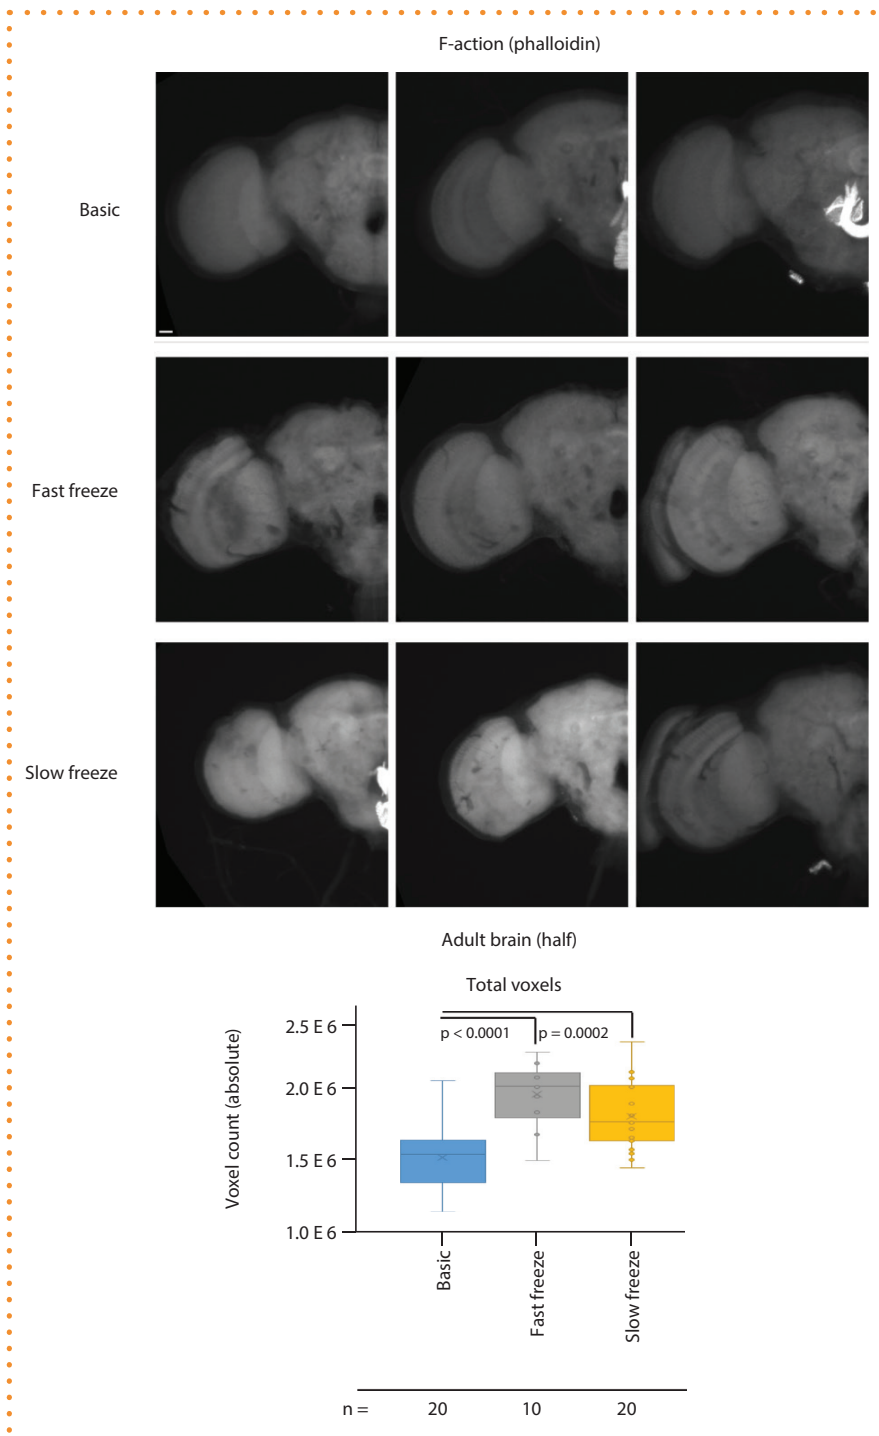 F-action (phalloidin)
Basic
Fast freeze
Slow freeze
Adult brain (half)
Total voxels
Voxel count (absolute)
2.5 E 6
2.0 E 6
1.5 E 6
1.0 E 6
p < 0.0001
p = 0.0002
Basic
Fast freeze
Slow freeze
n = 20 10 20